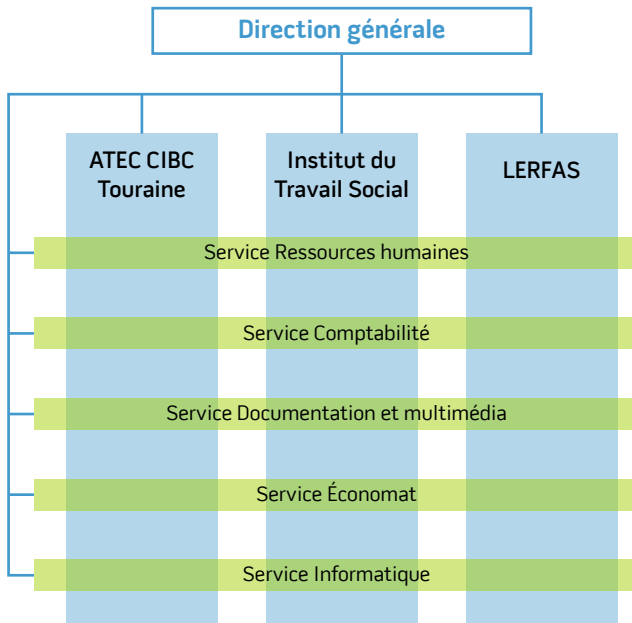 Direction générale
ATEC CIBC
Touraine
Institut du
Travail Social
LERFAS
Service Ressources humaines
Service Comptabilité
Service Documentation et multimédia
Service Économat
Service Informatique